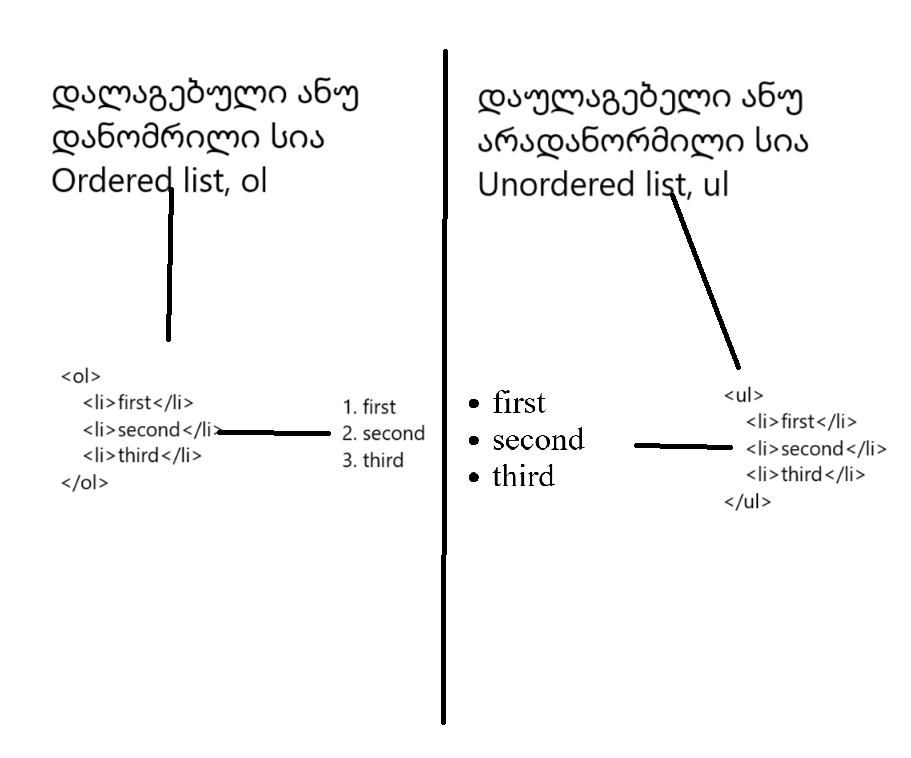 დალაგებული ანუ
დანომრილი სია
Ordered list, ol
<ol>
<li>first</li>
<li>second</li>
<li>third</li>
</ol>
1. first
2. second
3. third
დაულაგებელი ანუ
არადანორმილი სია
Unordered list, ul
• first
• second
• third
<ul>
<li>first</li>
<li>second</li>
<li>third</li>
</ul>